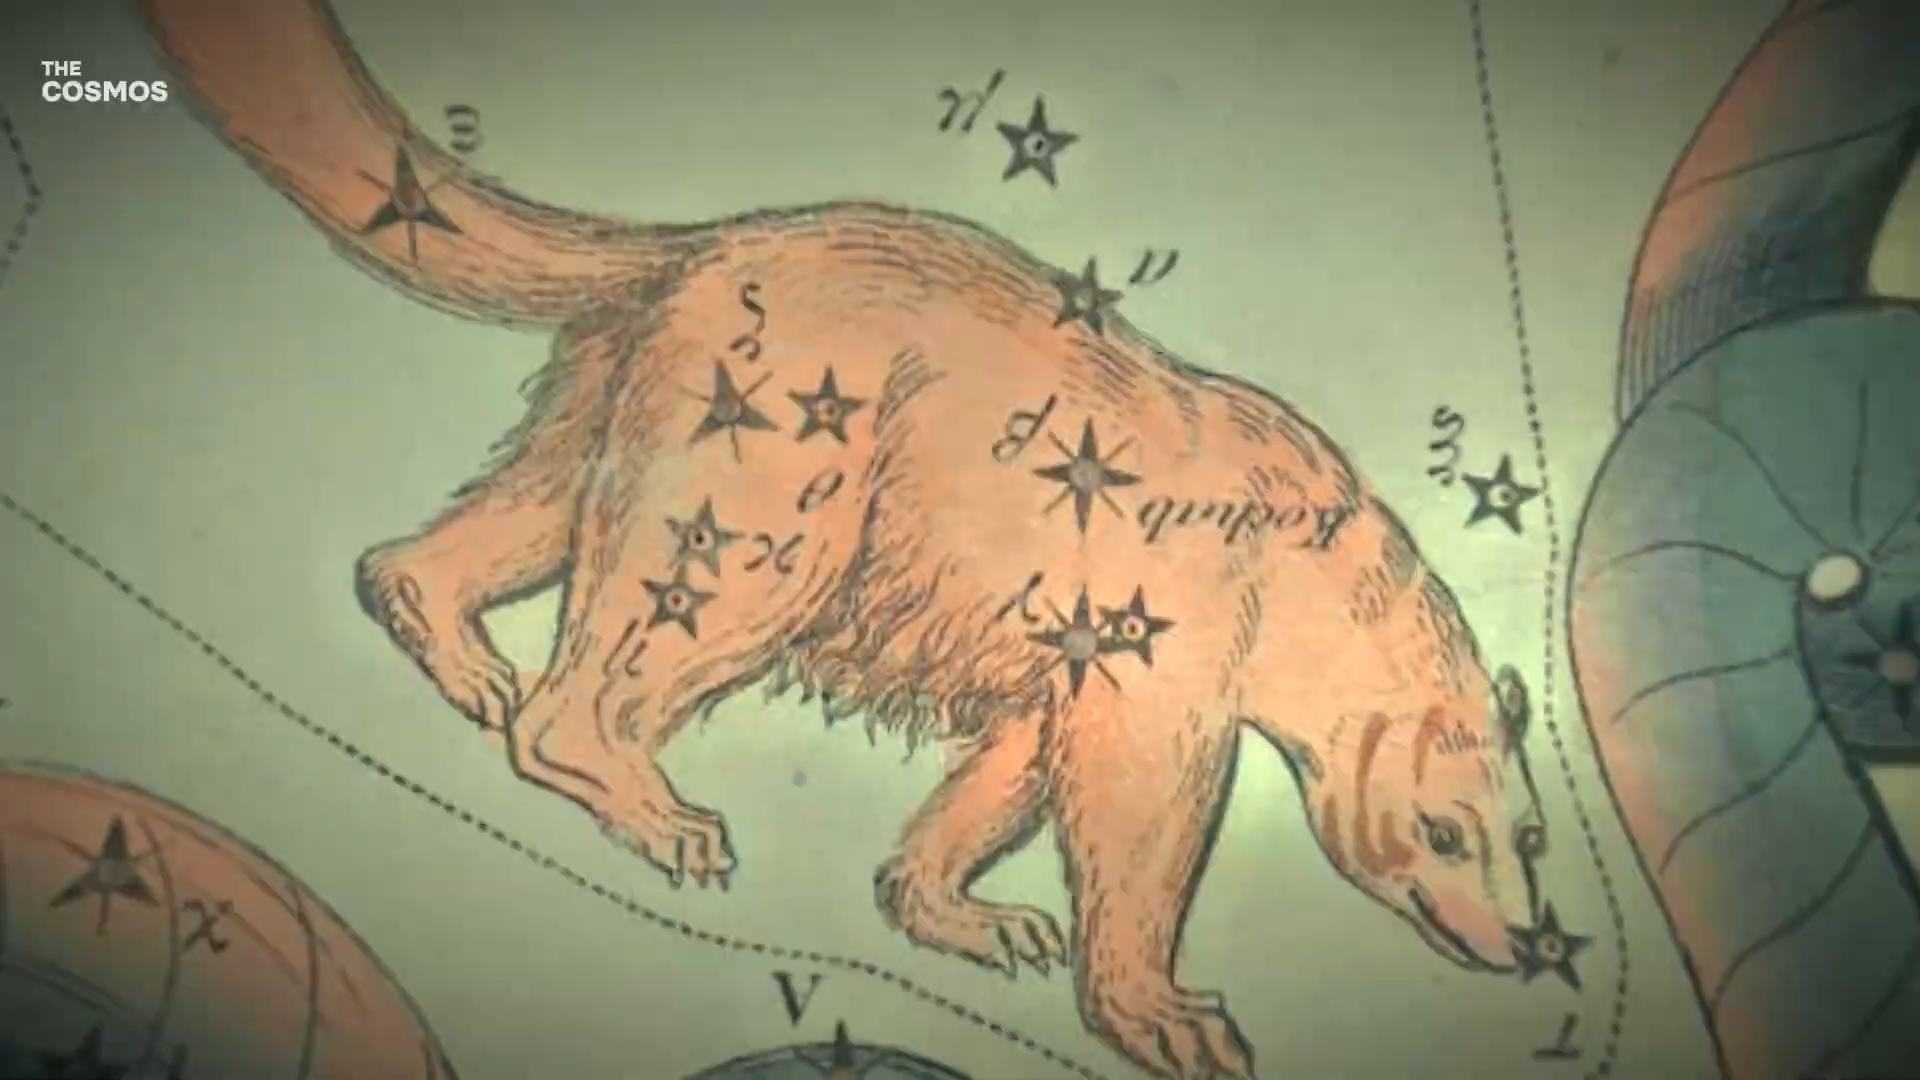 THE
COSMOS
β
Kochab
γ
ζ
θ
η
ξ
ν
χ
V